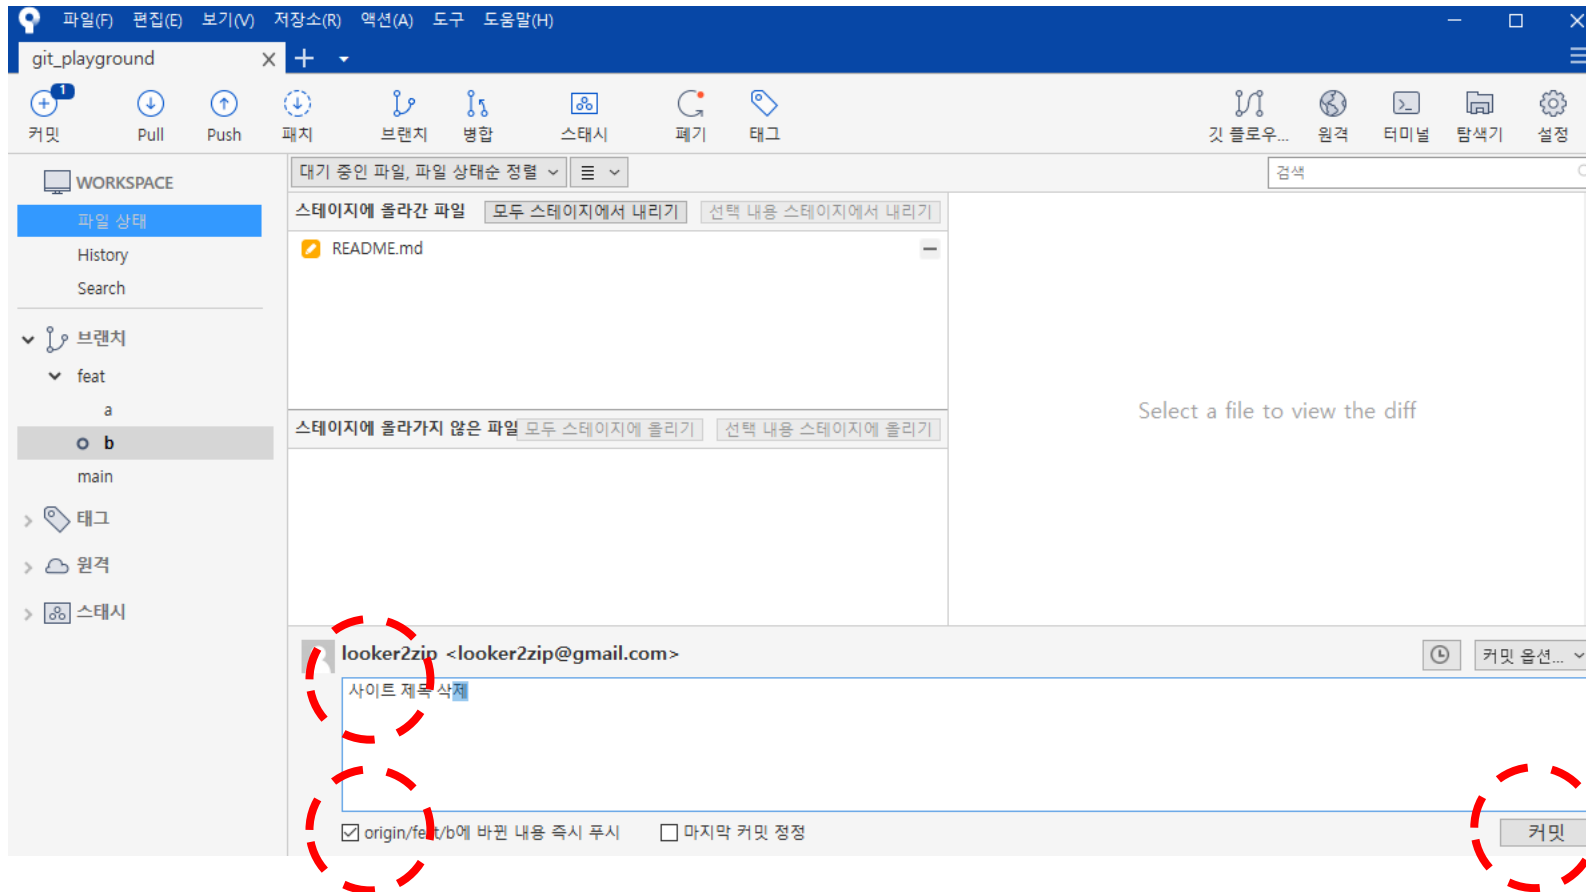 파일(F) 편집(E) 보기(V) 저장소(R) 액션(A) 도구 도움말(H)
git_playground
1
커밋 Pull Push 패치 브랜치 병합 스태시 폐기 태그 깃 플로우... 원격 터미널 탐색기 설정
WORKSPACE
파일 상태
History
Search
브랜치
feat
a
b
main
태그
원격
스태시
대기 중인 파일, 파일 상태순 정렬
검색
스테이지에 올라간 파일 모두 스테이지에서 내리기 선택 내용 스테이지에서 내리기
README.md
스테이지에 올라가지 않은 파일 모두 스테이지에 올리기 선택 내용 스테이지에 올리기
Select a file to view the diff
looker2zip <looker2zip@gmail.com>
커밋 옵션...
사이트 제목 삭제
origin/feat/b에 바뀐 내용 즉시 푸시 마지막 커밋 정정
커밋